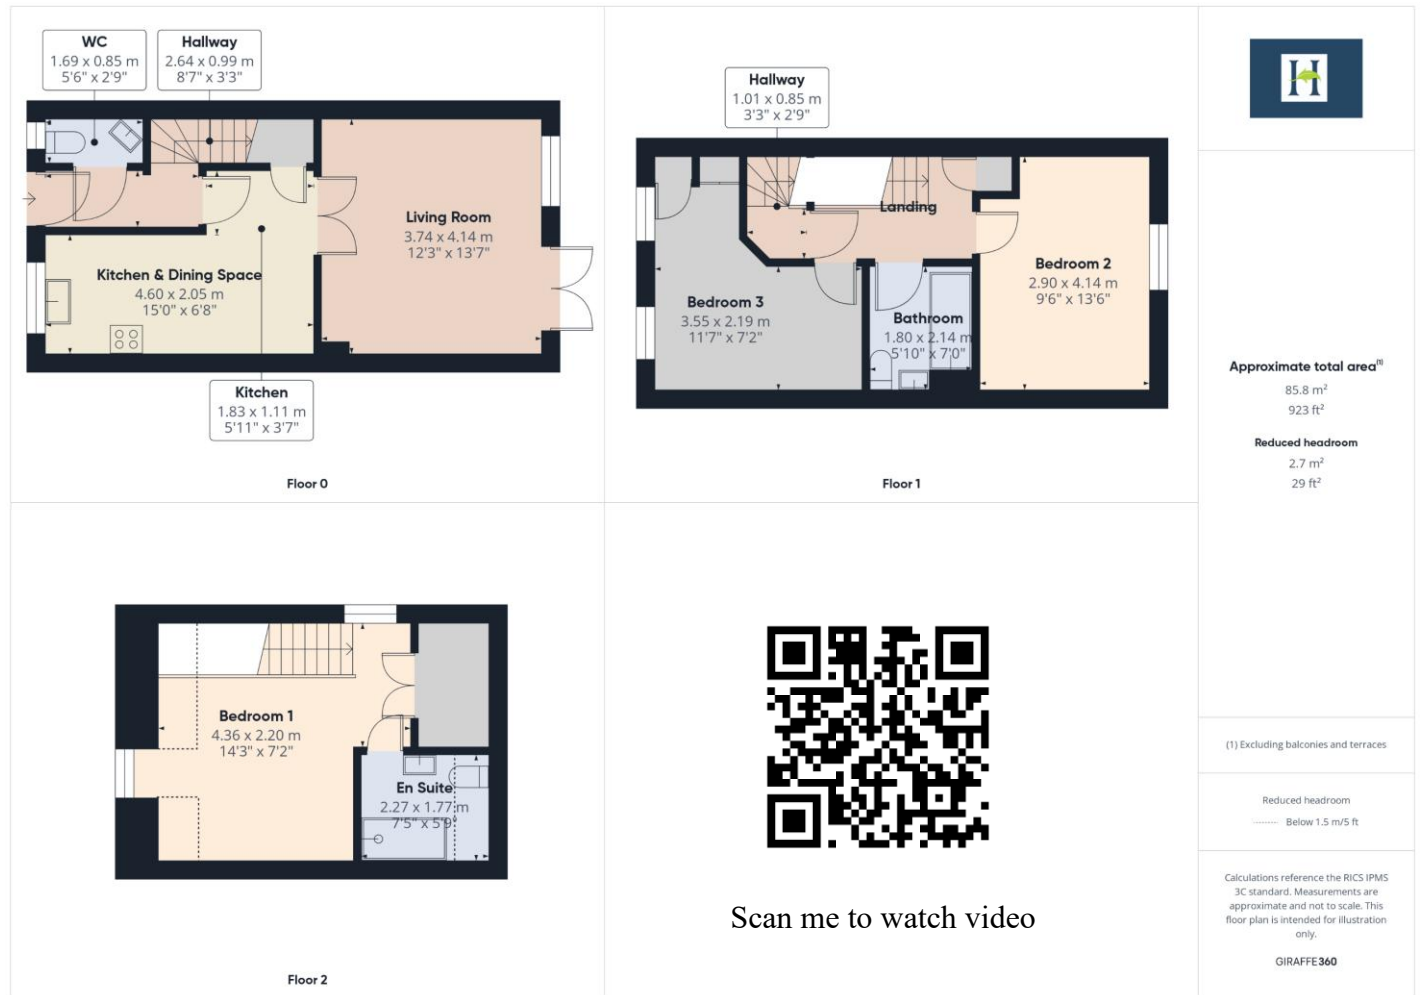 WC
1.69 x 0.85 m
5'6" x 2'9"
Hallway
2.64 x 0.99 m
8'7" x 3'3"
Living Room
3.74 x 4.14 m
12'3" x 13'7"
Kitchen & Dining Space
4.60 x 2.05 m
15'0" x 6'8"
Kitchen
1.83 x 1.11 m
5'11" x 3'7"
Floor 0
Hallway
1.01 x 0.85 m
3'3" x 2'9"
Landing
Bedroom 2
2.90 x 4.14 m
9'6" x 13'6"
Bedroom 3
3.55 x 2.19 m
11'7" x 7'2"
Bathroom
1.80 x 2.14 m
5'10" x 7'0"
Floor 1
Bedroom 1
4.36 x 2.20 m
14'3" x 7'2"
En Suite
2.27 x 1.77 m
7'5" x 5'9"
Floor 2
Scan me to watch video
H
Approximate total area(1)
85.8 m²
923 ft²
Reduced headroom
2.7 m²
29 ft²
(1) Excluding balconies and terraces
Reduced headroom
Below 1.5 m/5 ft
Calculations reference the RICS IPMS
3C standard. Measurements are
approximate and not to scale. This
floor plan is intended for illustration
only.
GIRAFFE360